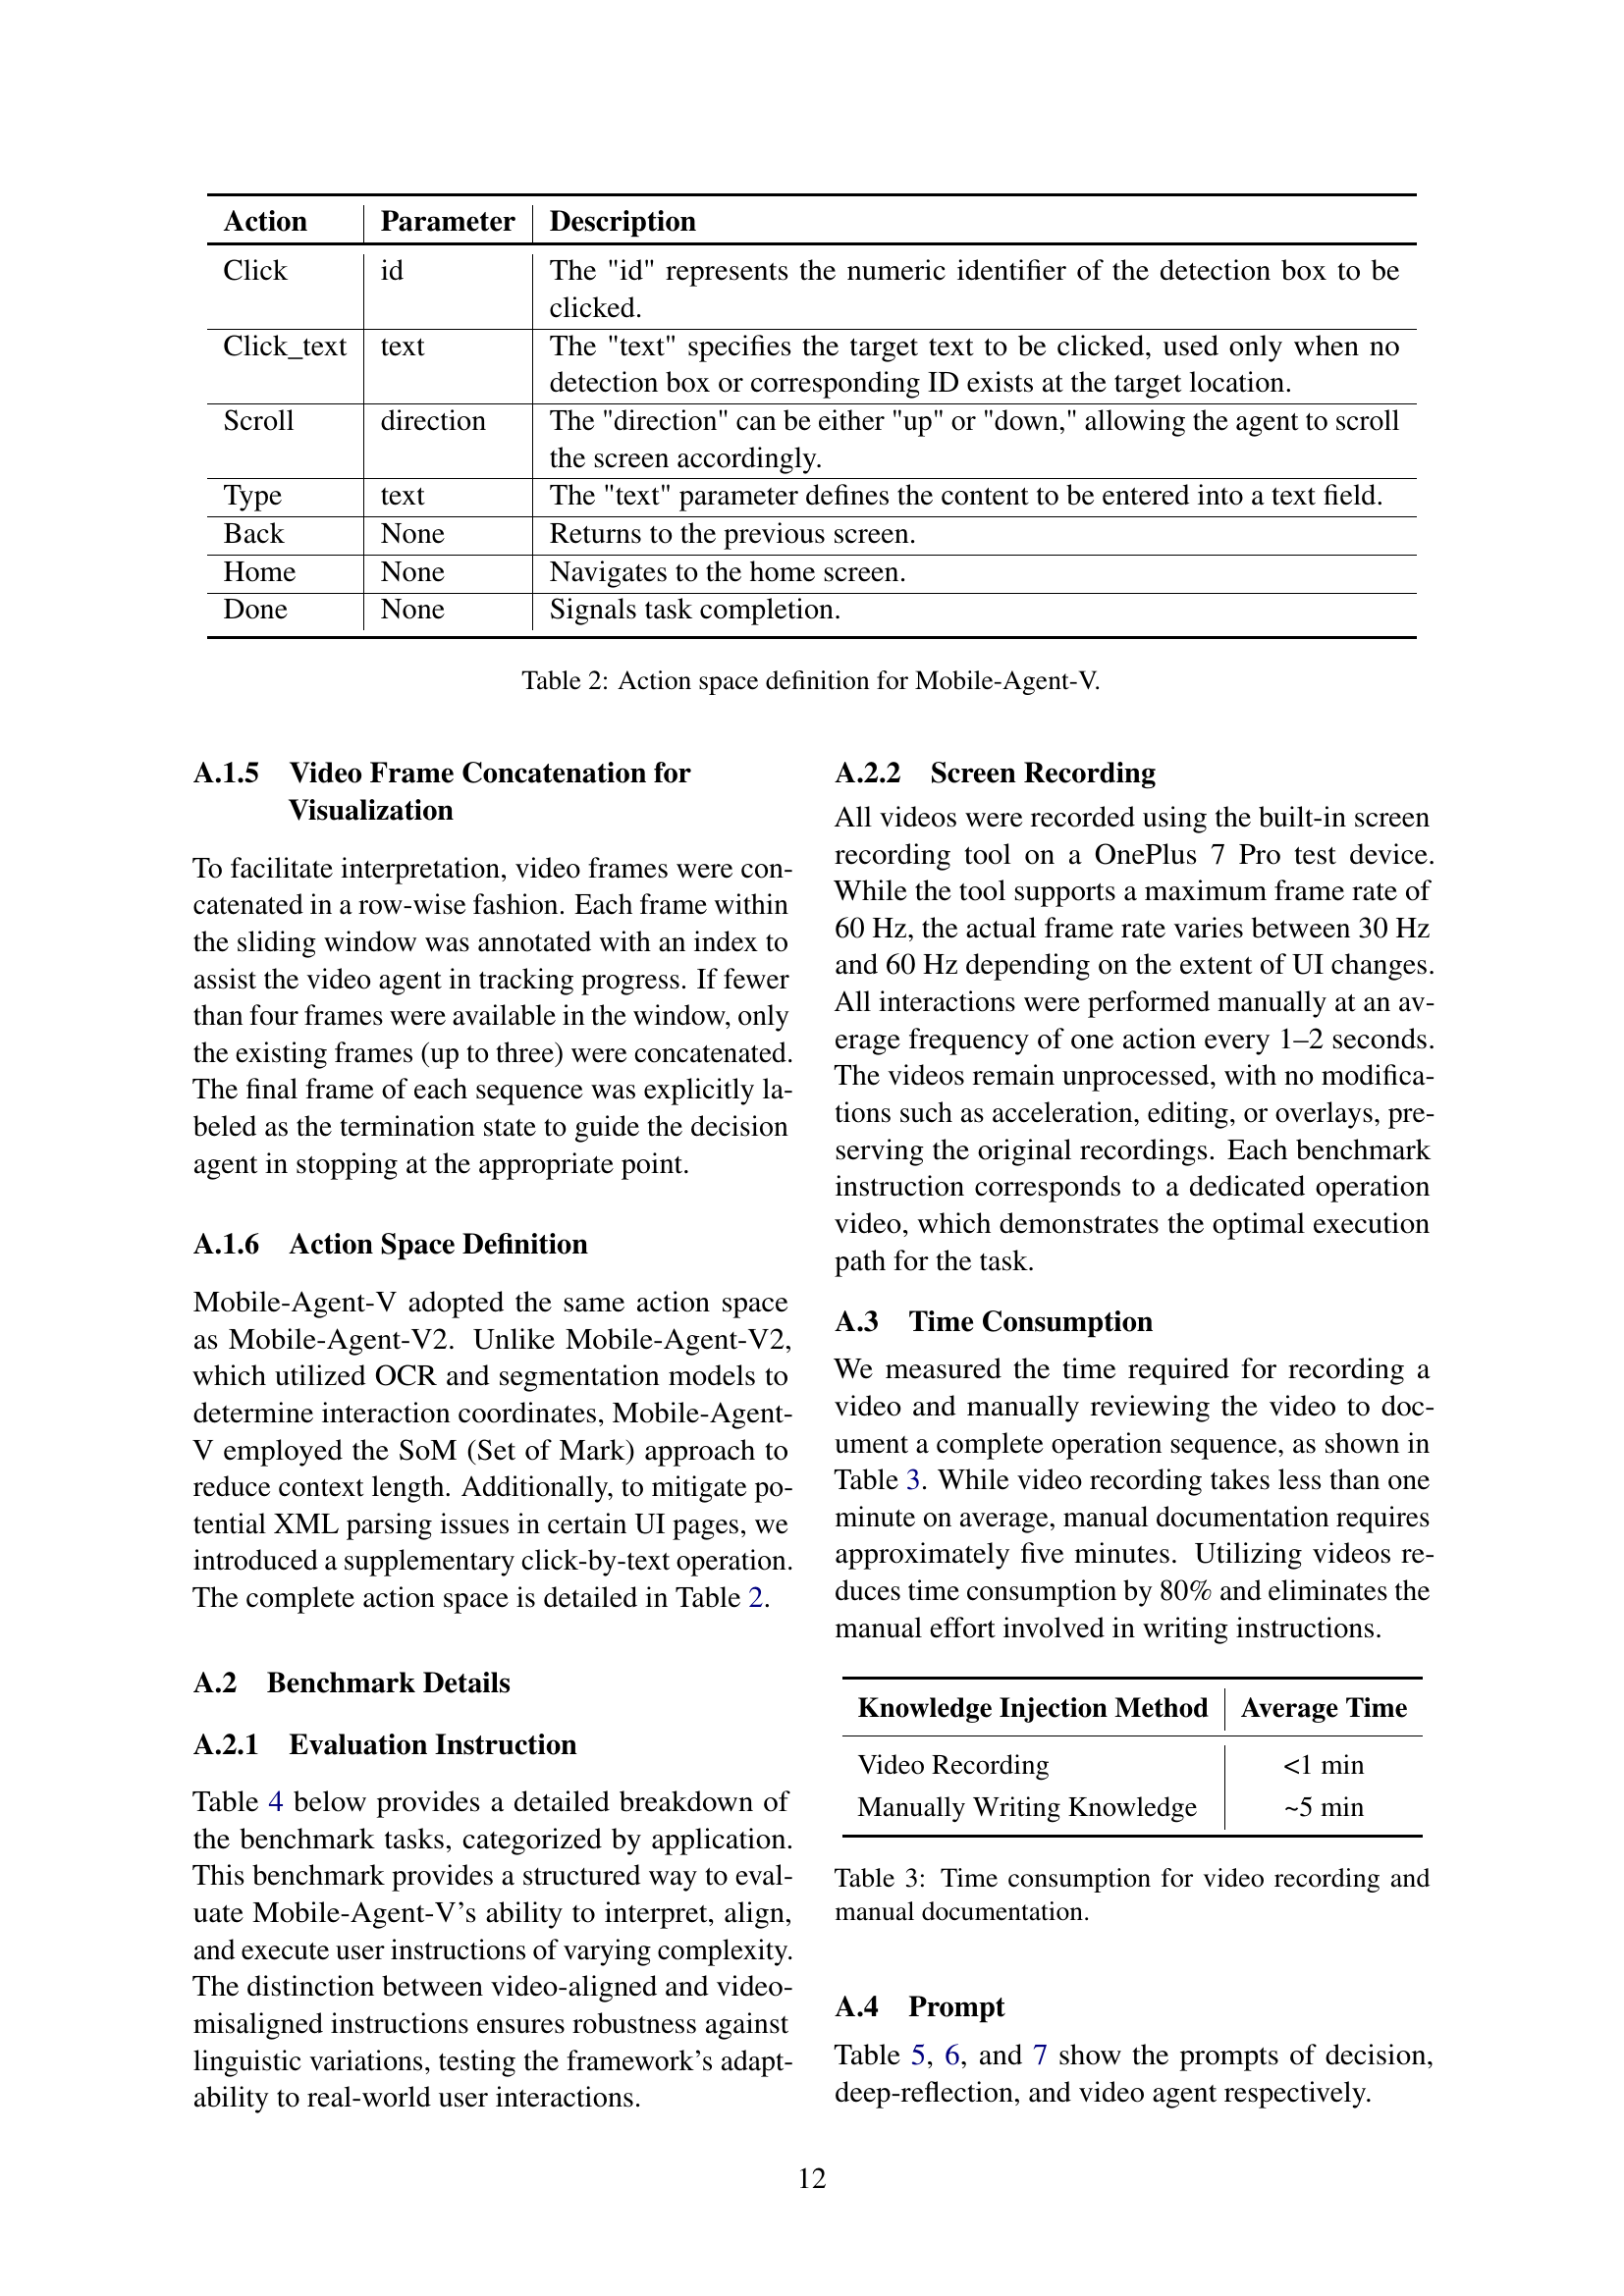 Action Parameter Description
Click id The "id" represents the numeric identifier of the detection box to be
clicked.
Click_text text The "text" specifies the target text to be clicked, used only when no
detection box or corresponding ID exists at the target location.
Scroll direction The "direction" can be either "up" or "down," allowing the agent to scroll
the screen accordingly.
Type text The "text" parameter defines the content to be entered into a text field.
Back None Returns to the previous screen.
Home None Navigates to the home screen.
Done None Signals task completion.
Table 2: Action space definition for Mobile-Agent-V.
A.1.5 Video Frame Concatenation for
Visualization
To facilitate interpretation, video frames were con-
catenated in a row-wise fashion. Each frame within
the sliding window was annotated with an index to
assist the video agent in tracking progress. If fewer
than four frames were available in the window, only
the existing frames (up to three) were concatenated.
The final frame of each sequence was explicitly la-
beled as the termination state to guide the decision
agent in stopping at the appropriate point.
A.1.6 Action Space Definition
Mobile-Agent-V adopted the same action space
as Mobile-Agent-V2. Unlike Mobile-Agent-V2,
which utilized OCR and segmentation models to
determine interaction coordinates, Mobile-Agent-
V employed the SoM (Set of Mark) approach to
reduce context length. Additionally, to mitigate po-
tential XML parsing issues in certain UI pages, we
introduced a supplementary click-by-text operation.
The complete action space is detailed in Table 2.
A.2 Benchmark Details
A.2.1 Evaluation Instruction
Table 4 below provides a detailed breakdown of
the benchmark tasks, categorized by application.
This benchmark provides a structured way to eval-
uate Mobile-Agent-V's ability to interpret, align,
and execute user instructions of varying complexity.
The distinction between video-aligned and video-
misaligned instructions ensures robustness against
linguistic variations, testing the framework's adapt-
ability to real-world user interactions.
A.2.2 Screen Recording
All videos were recorded using the built-in screen
recording tool on a OnePlus 7 Pro test device.
While the tool supports a maximum frame rate of
60 Hz, the actual frame rate varies between 30 Hz
and 60 Hz depending on the extent of UI changes.
All interactions were performed manually at an av-
erage frequency of one action every 1–2 seconds.
The videos remain unprocessed, with no modifica-
tions such as acceleration, editing, or overlays, pre-
serving the original recordings. Each benchmark
instruction corresponds to a dedicated operation
video, which demonstrates the optimal execution
path for the task.
A.3 Time Consumption
We measured the time required for recording a
video and manually reviewing the video to doc-
ument a complete operation sequence, as shown in
Table 3. While video recording takes less than one
minute on average, manual documentation requires
approximately five minutes. Utilizing videos re-
duces time consumption by 80% and eliminates the
manual effort involved in writing instructions.
Knowledge Injection Method Average Time
Video Recording <1 min
Manually Writing Knowledge ~5 min
Table 3: Time consumption for video recording and
manual documentation.
A.4 Prompt
Table 5, 6, and 7 show the prompts of decision,
deep-reflection, and video agent respectively.
12